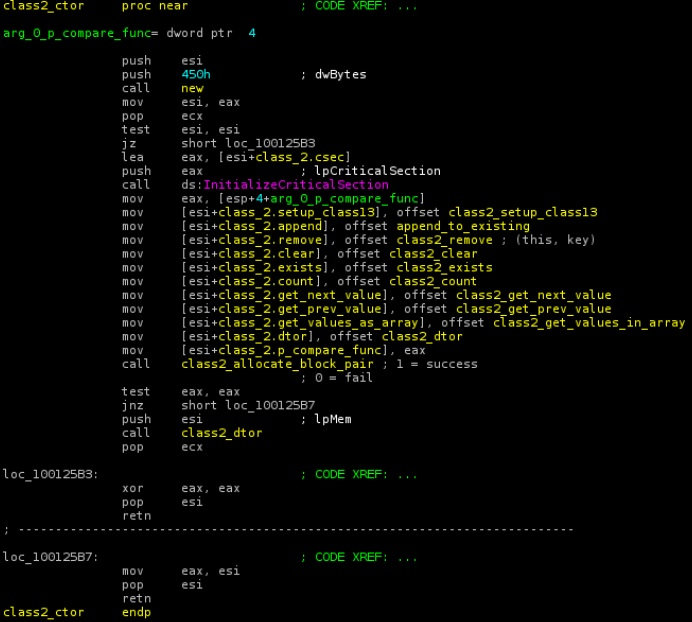 class2_ctor proc near ; CODE XREF: ...
arg_0_p_compare_func= dword ptr 4
push esi
push 450h ; dwBytes
call new
mov esi, eax
pop ecx
test esi, esi
jz short loc_100125B3
lea eax, [esi+class_2.csec]
push eax ; lpCriticalSection
call ds:InitializeCriticalSection
mov eax, [esp+4+arg_0_p_compare_func]
mov [esi+class_2.setup_class13], offset class2_setup_class13
mov [esi+class_2.append], offset append_to_existing
mov [esi+class_2.remove], offset class2_remove ; (this, key)
mov [esi+class_2.clear], offset class2_clear
mov [esi+class_2.exists], offset class2_exists
mov [esi+class_2.count], offset class2_count
mov [esi+class_2.get_next_value], offset class2_get_next_value
mov [esi+class_2.get_prev_value], offset class2_get_prev_value
mov [esi+class_2.get_values_as_array], offset class2_get_values_in_array
mov [esi+class_2.dtor], offset class2_dtor
mov [esi+class_2.p_compare_func], eax
call class2_allocate_block_pair ; 1 = success
; 0 = fail
test eax, eax
jnz short loc_100125B7
push esi ; lpMem
call class2_dtor
pop ecx
loc_100125B3: ; CODE XREF: ...
xor eax, eax
pop esi
retn
; ---------------------------------------------------------------------------
loc_100125B7: ; CODE XREF: ...
mov eax, esi
pop esi
retn
class2_ctor endp